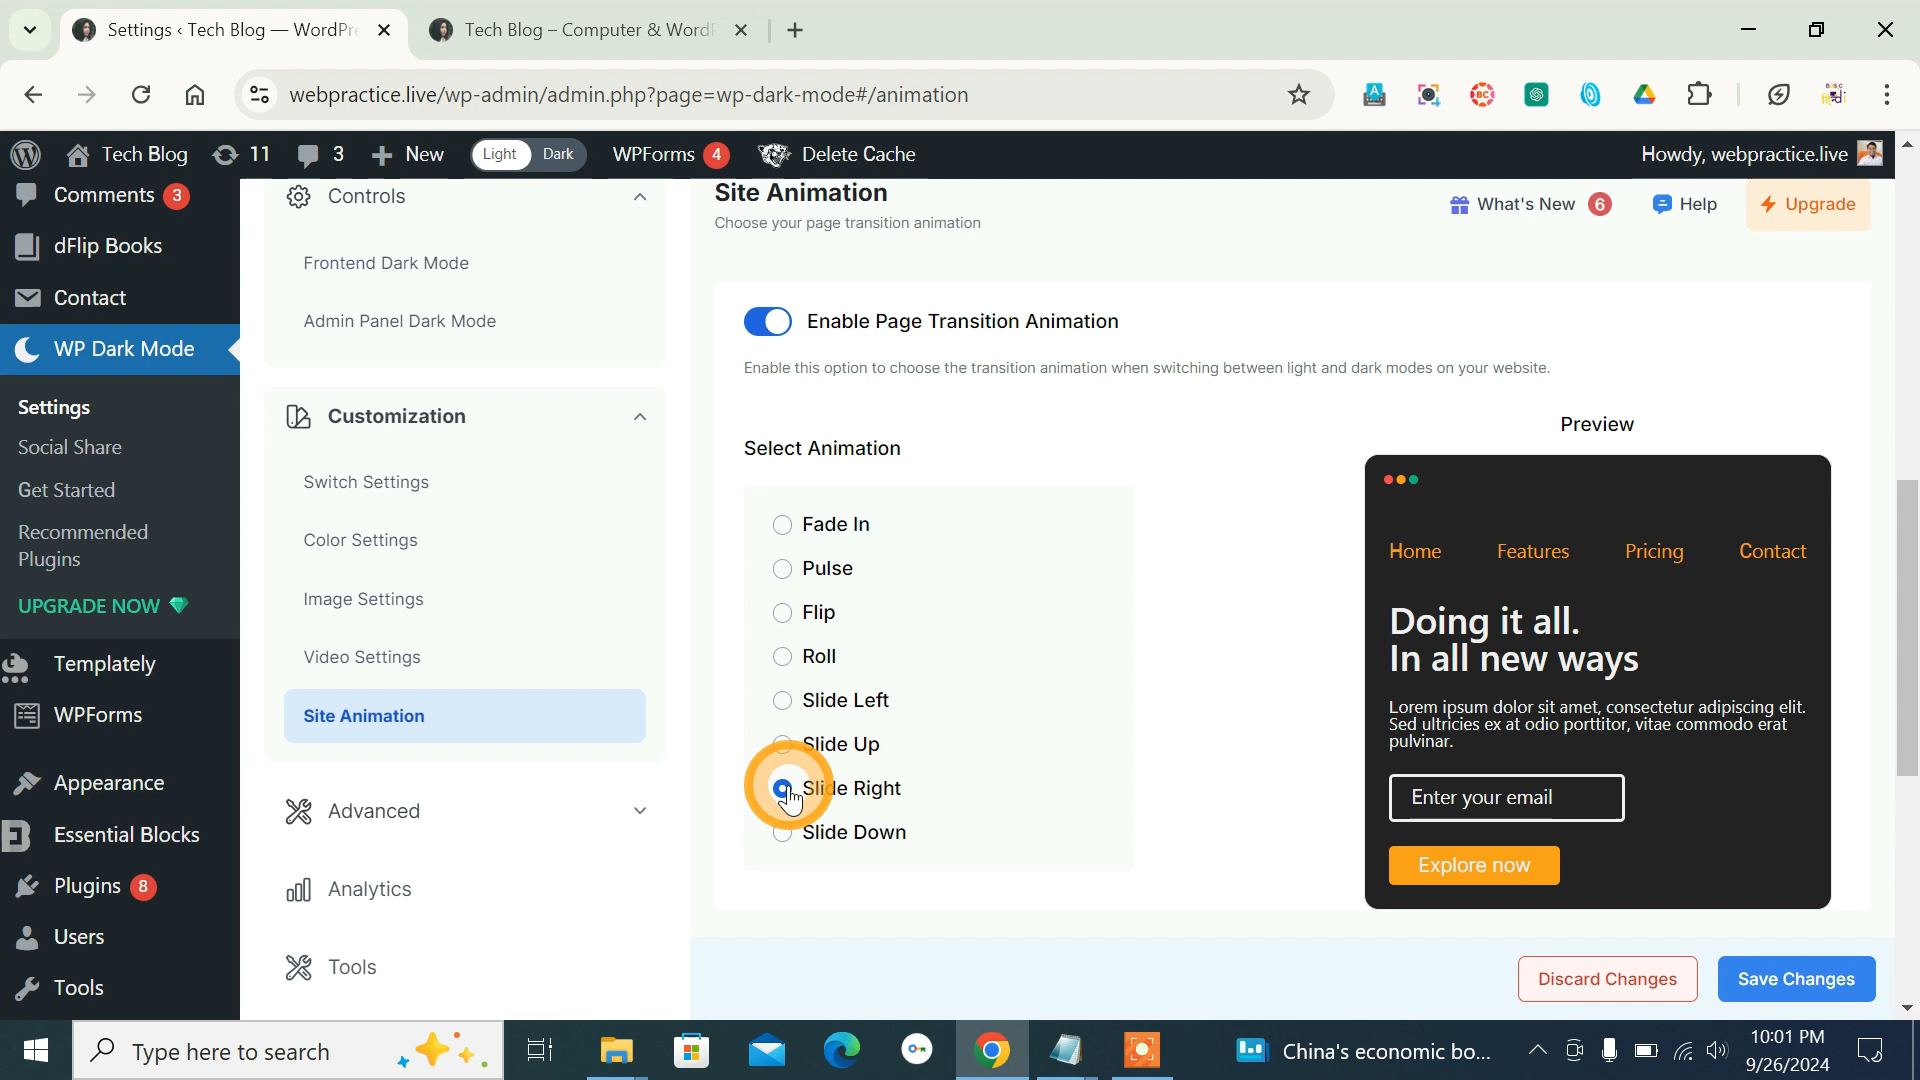 Settings ‹ Tech Blog — WordPre
Tech Blog – Computer & WordP
webpractice.live/wp-admin/admin.php?page=wp-dark-mode#/animation
Tech Blog
11
3
New
Light
Dark
WPForms
4
Delete Cache
Howdy, webpractice.live
Comments 3
dFlip Books
Contact
WP Dark Mode
Settings
Social Share
Get Started
Recommended
Plugins
UPGRADE NOW
Templately
WPForms
Appearance
Essential Blocks
Plugins 8
Users
Tools
Controls
Frontend Dark Mode
Admin Panel Dark Mode
Customization
Switch Settings
Color Settings
Image Settings
Video Settings
Site Animation
Advanced
Analytics
Tools
Site Animation
Choose your page transition animation
What's New 6
Help
Upgrade
Enable Page Transition Animation
Enable this option to choose the transition animation when switching between light and dark modes on your website.
Select Animation
Fade In
Pulse
Flip
Roll
Slide Left
Slide Up
Slide Right
Slide Down
Preview
Home
Features
Pricing
Contact
Doing it all.
In all new ways
Lorem ipsum dolor sit amet, consectetur adipiscing elit.
Sed ultricies ex at odio porttitor, vitae commodo erat
pulvinar.
Enter your email
Explore now
Discard Changes
Save Changes
Type here to search
China's economic bo...
10:01 PM
9/26/2024